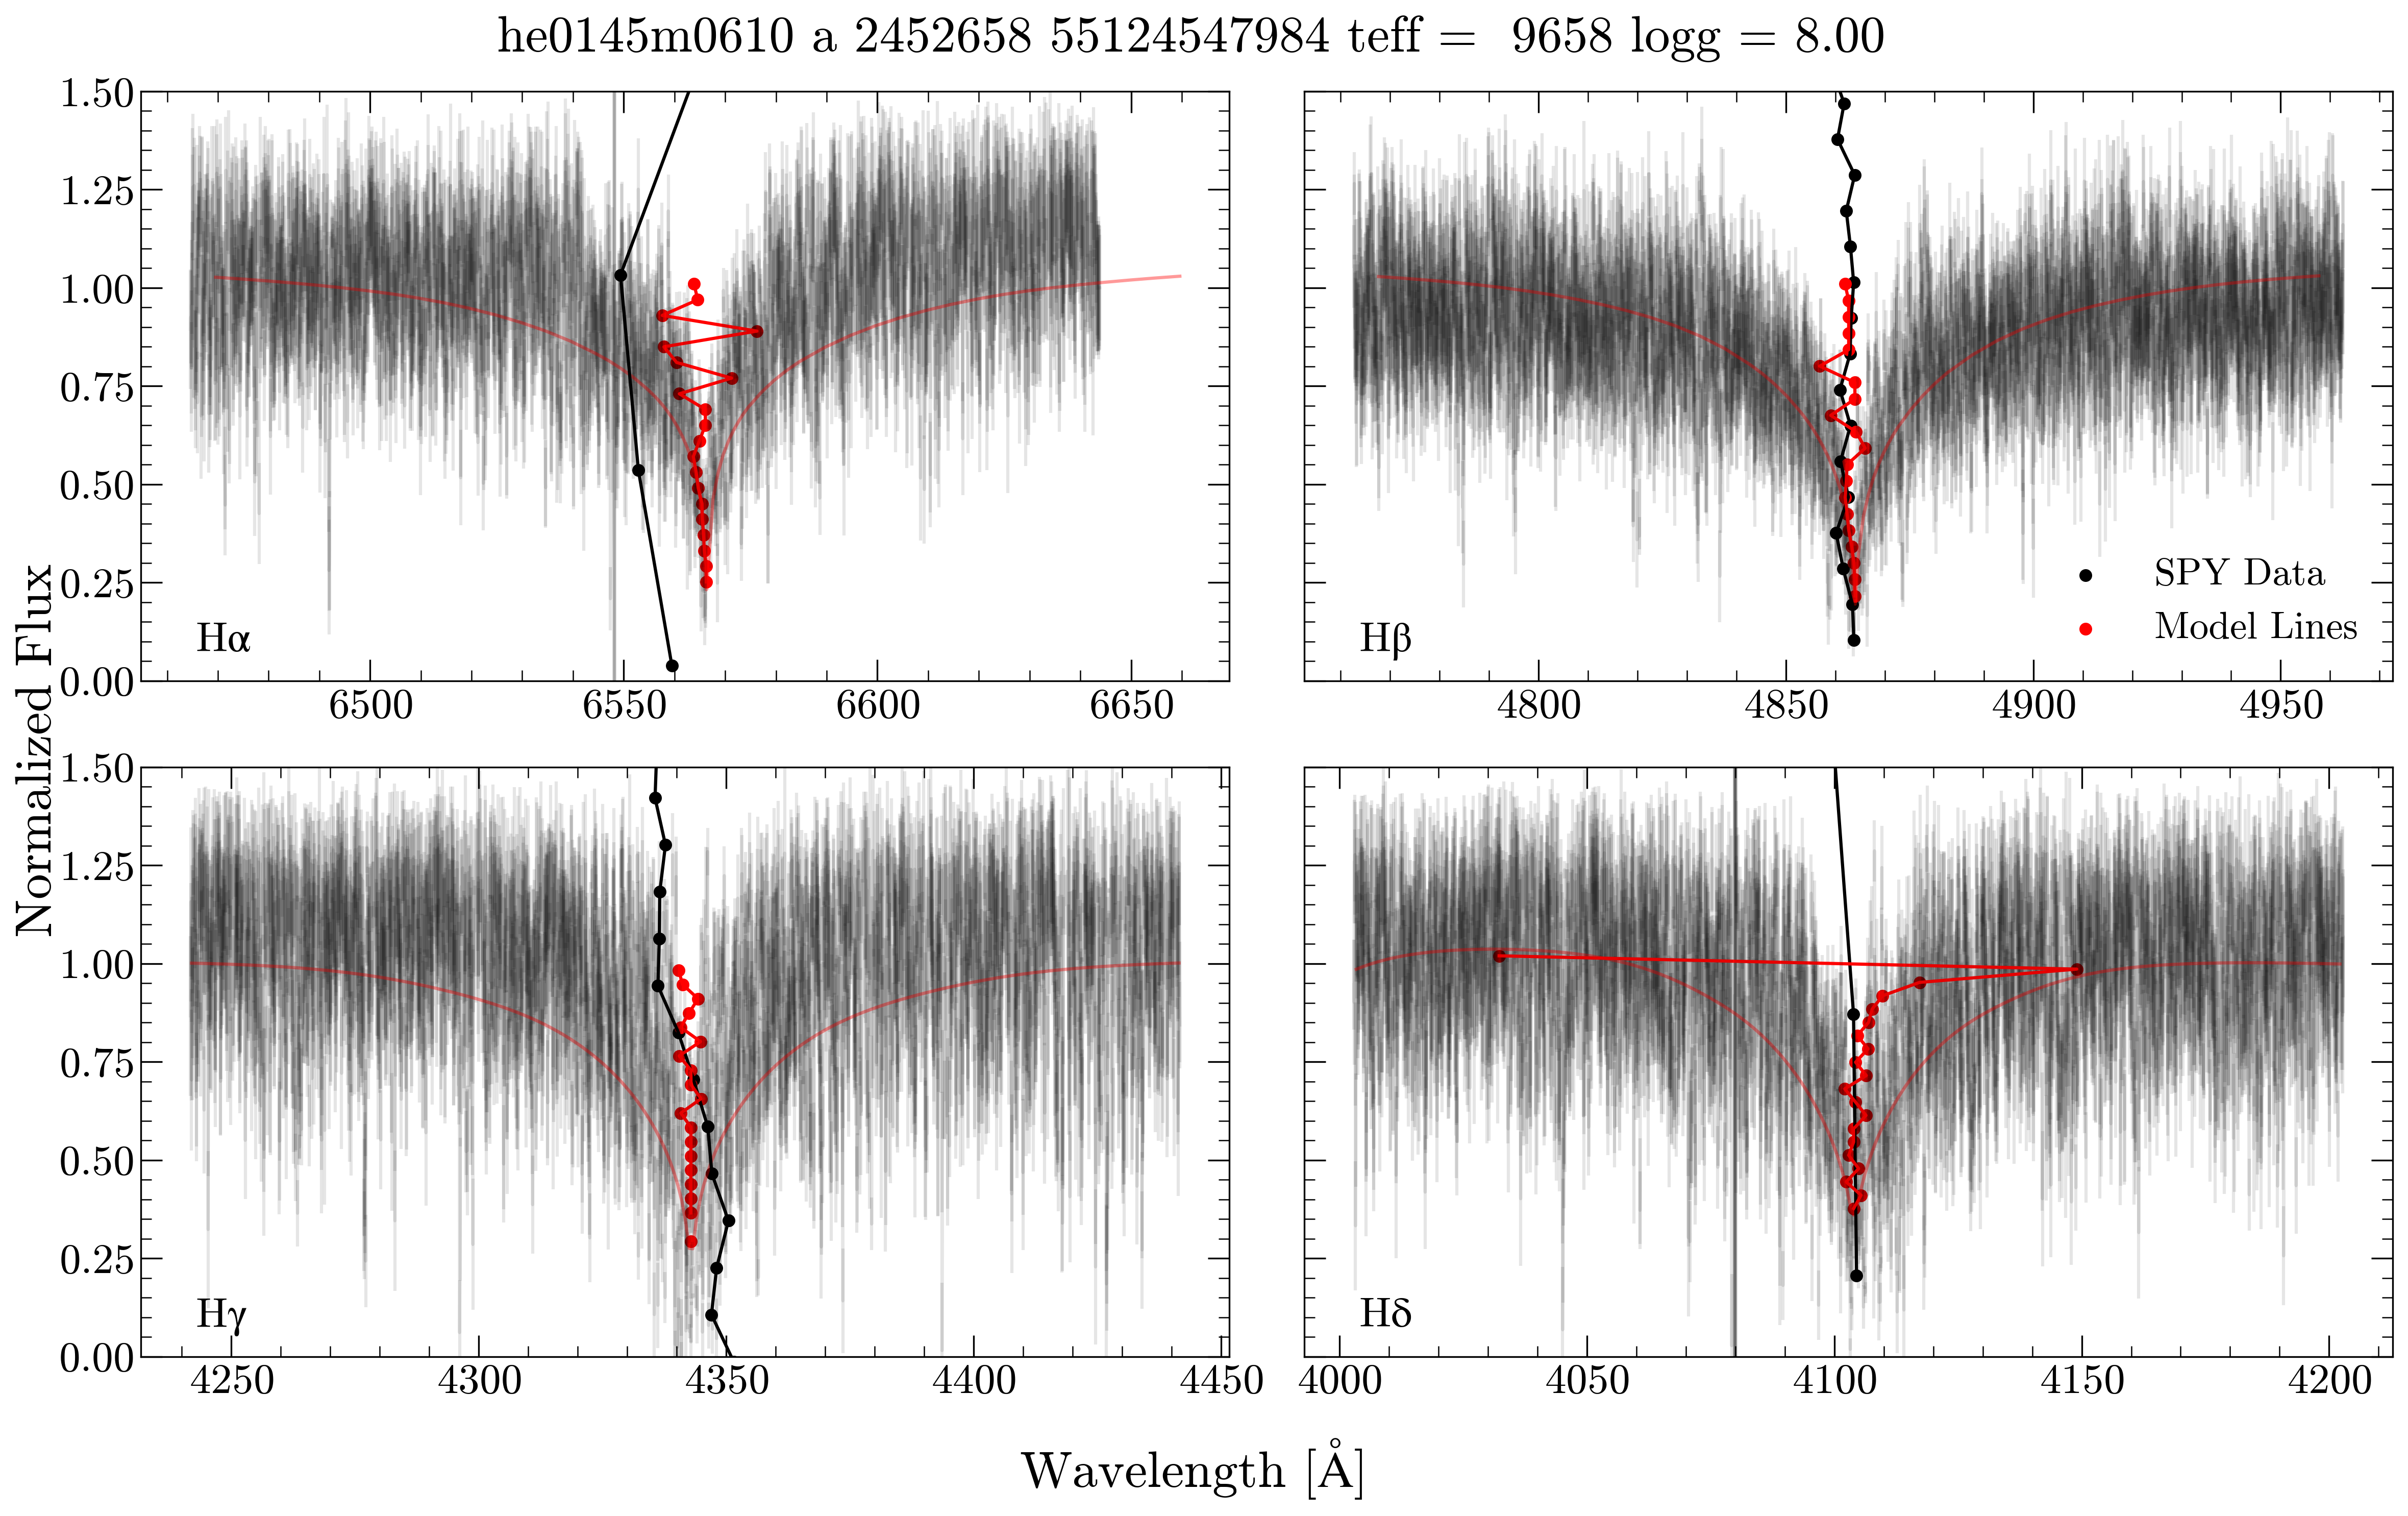 he0145m0610 a 2452658 55124547984 teff = 9658 logg = 8.00
Normalized Flux
1.50
1.25
1.00
0.75
0.50
0.25
0.00
Hα
6500 6550 6600 6650
Hβ
SPY Data
Model Lines
4800 4850 4900 4950
1.50
1.25
1.00
0.75
0.50
0.25
0.00
Hγ
4250 4300 4350 4400 4450
Hδ
4000 4050 4100 4150 4200
Wavelength [Å]